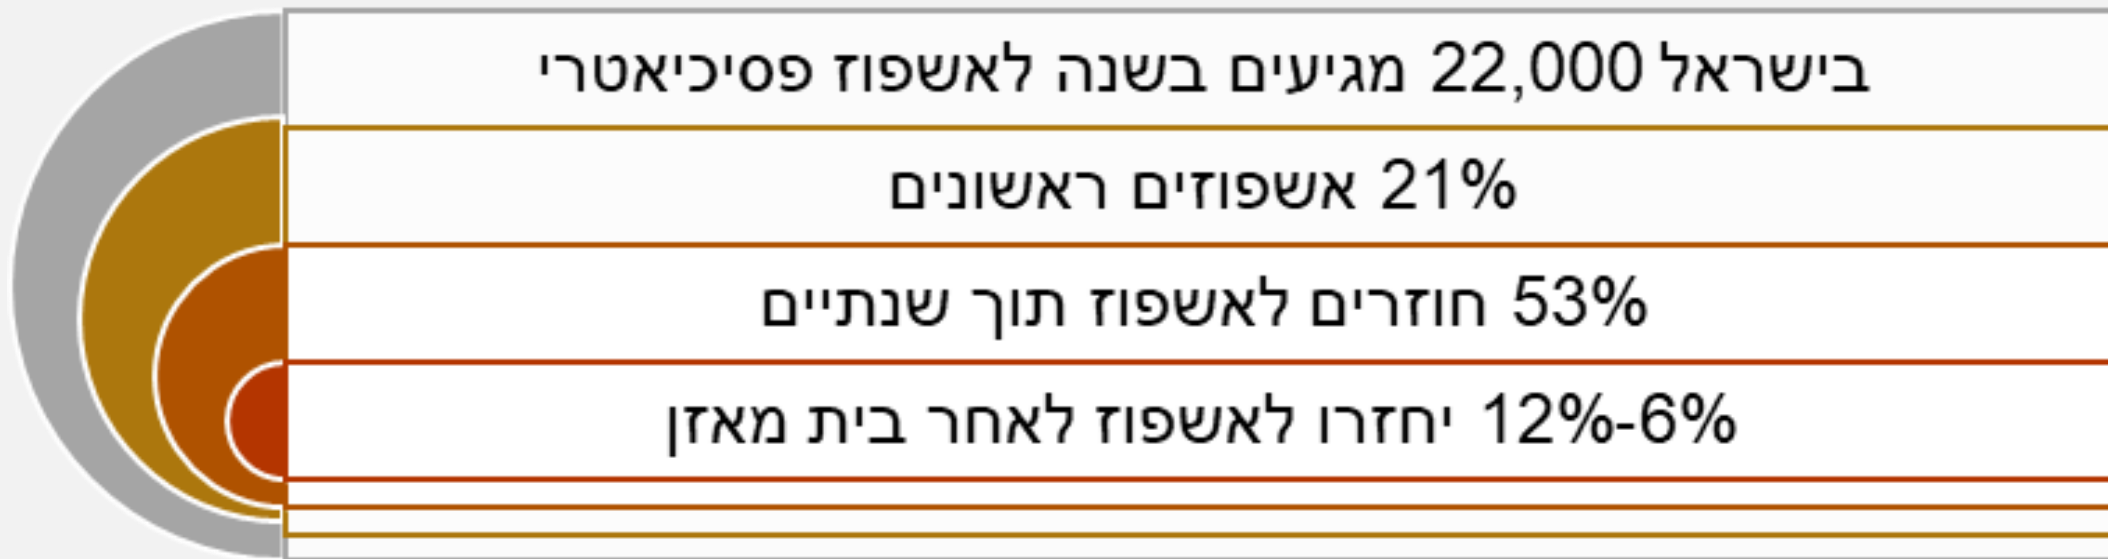 בישראל 22,000 מגיעים בשנה לאשפוז פסיכיאטרי
21% אשפוזים ראשונים
53% חוזרים לאשפוז תוך שנתיים
6%-12% יחזרו לאשפוז לאחר בית מאזן